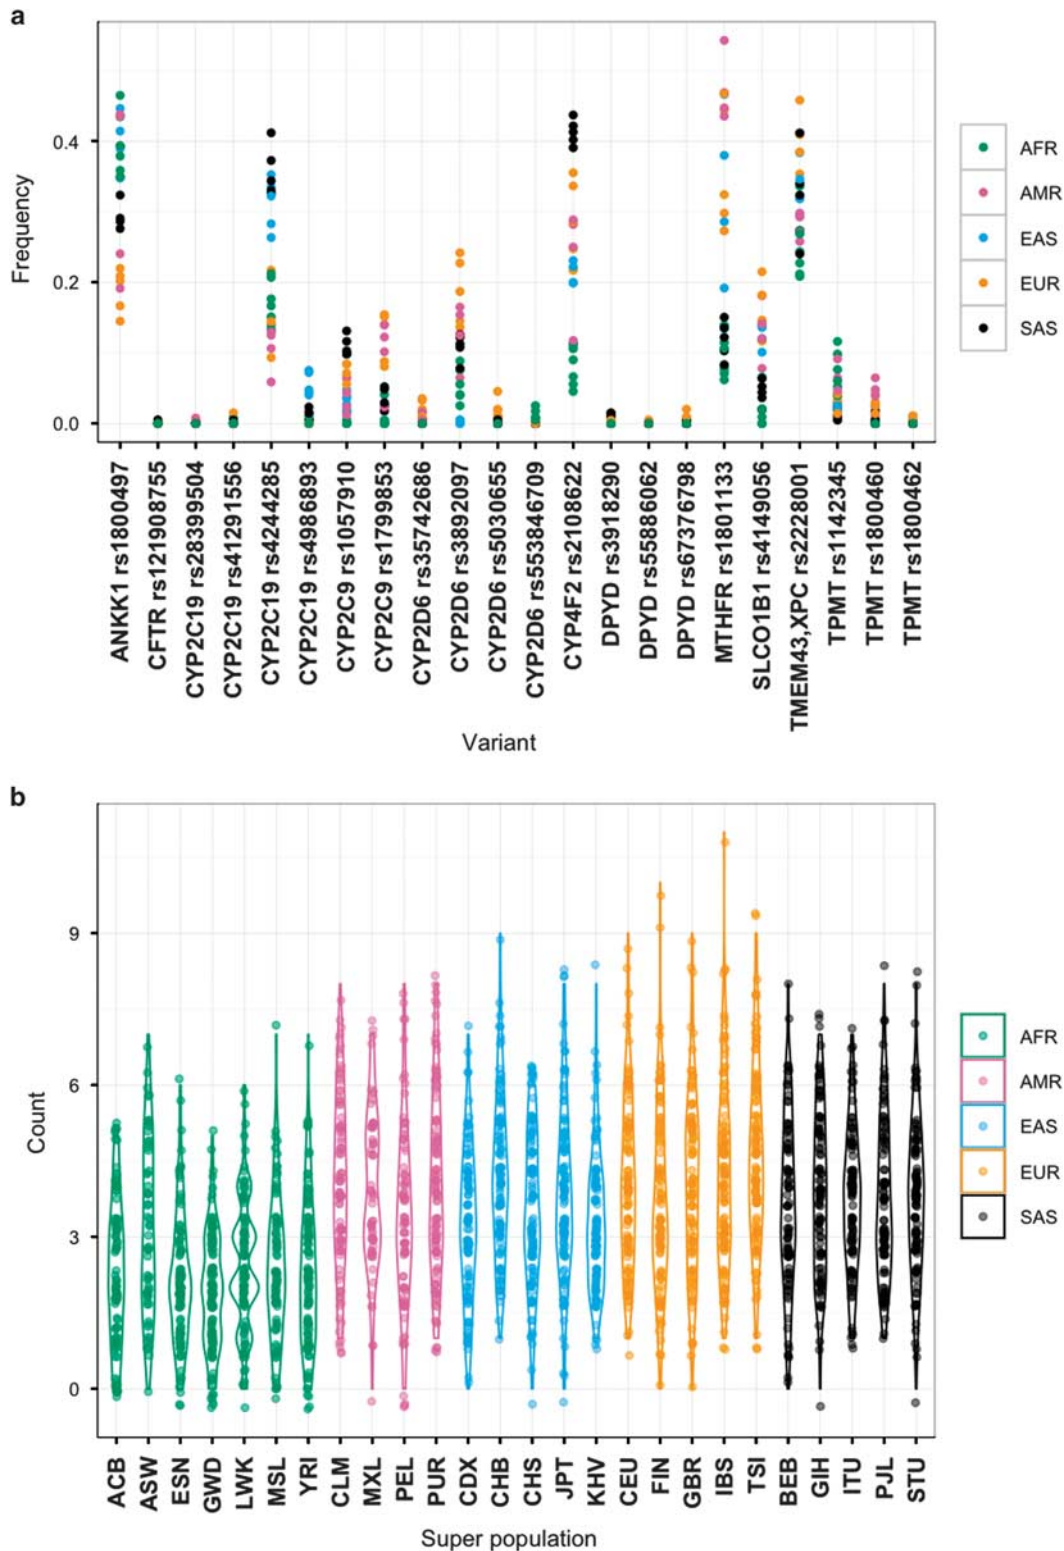 a
Frequency
0.4
0.2
0.0
ANKK1 rs1800497
CFTR rs121908755
CYP2C19 rs28399504
CYP2C19 rs41291556
CYP2C19 rs4244285
CYP2C19 rs4986893
CYP2C9 rs1057910
CYP2C9 rs1799853
CYP2D6 rs35742686
CYP2D6 rs3892097
CYP2D6 rs5030655
CYP2D6 rs553846709
CYP4F2 rs2108622
DPYD rs3918290
DPYD rs55886062
DPYD rs67376798
MTHFR rs1801133
SLCO1B1 rs4149056
TMEM43,XPC rs2228001
TPMT rs1142345
TPMT rs1800460
TPMT rs1800462
Variant
AFR
AMR
EAS
EUR
SAS
b
Count
9
6
3
0
ACB
ASW
ESN
GWD
LWK
MSL
YRI
CLM
MXL
PEL
PUR
CDX
CHB
CHS
JPT
KHV
CEU
FIN
GBR
IBS
TSI
BEB
GIH
ITU
PJL
STU
Super population
AFR
AMR
EAS
EUR
SAS